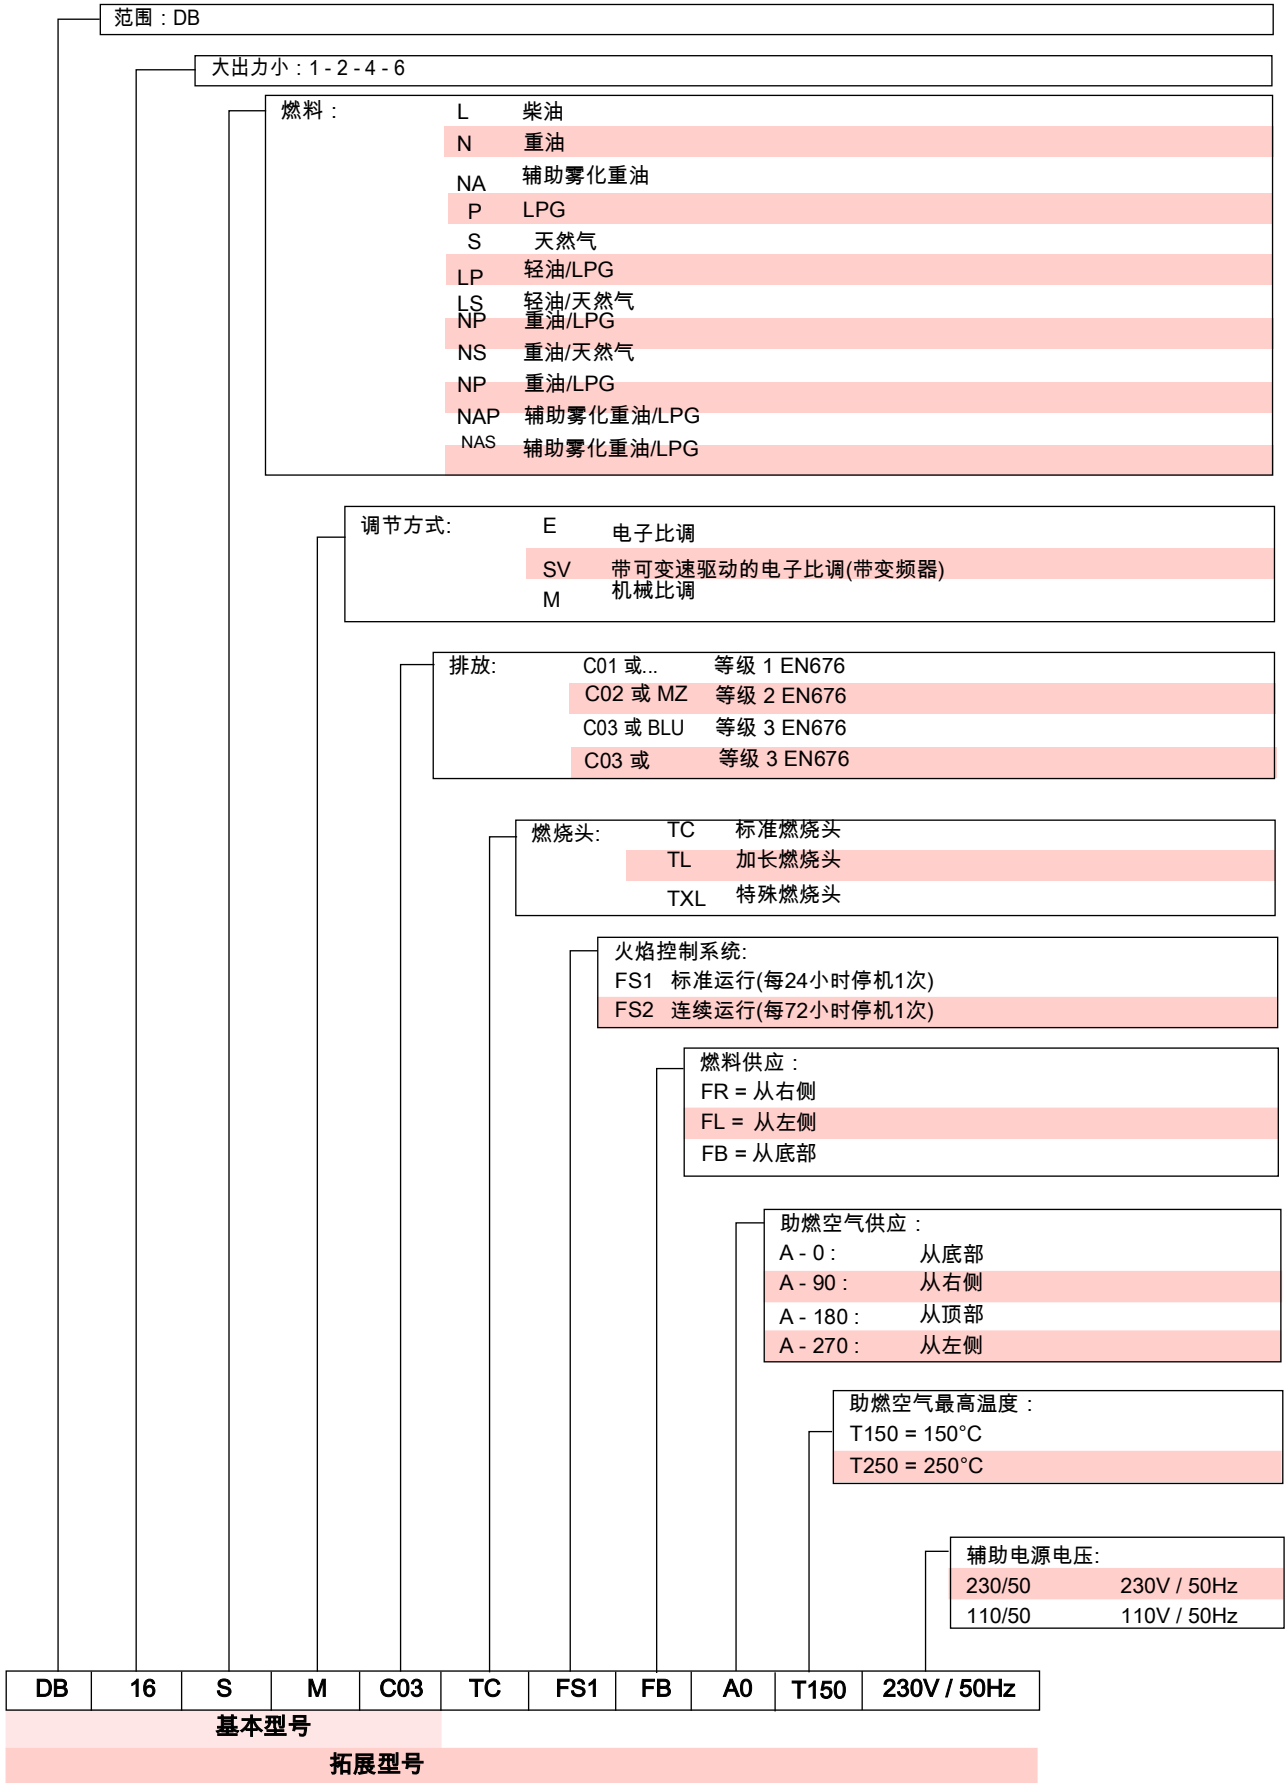 范围：DB
大出力小：1 - 2 - 4 - 6
燃料： L 柴油
N 重油
NA 辅助雾化重油
P LPG
S 天然气
LP 轻油/LPG
LS 轻油/天然气
NP 重油/LPG
NS 重油/天然气
NP 重油/LPG
NAP 辅助雾化重油/LPG
NAS 辅助雾化重油/LPG
调节方式: E 电子比调
SV 带可变速驱动的电子比调(带变频器)
M 机械比调
排放: C01 或... 等级 1 EN676
C02 或 MZ 等级 2 EN676
C03 或 BLU 等级 3 EN676
C03 或 等级 3 EN676
燃烧头: TC 标准燃烧头
TL 加长燃烧头
TXL 特殊燃烧头
火焰控制系统:
FS1 标准运行(每24小时停机1次)
FS2 连续运行(每72小时停机1次)
燃料供应：
FR = 从右侧
FL = 从左侧
FB = 从底部
助燃空气供应：
A - 0 : 从底部
A - 90 : 从右侧
A - 180 : 从顶部
A - 270 : 从左侧
助燃空气最高温度：
T150 = 150°C
T250 = 250°C
辅助电源电压:
230/50 230V / 50Hz
110/50 110V / 50Hz
DB 16 S M C03 TC FS1 FB A0 T150 230V / 50Hz
基本型号
拓展型号